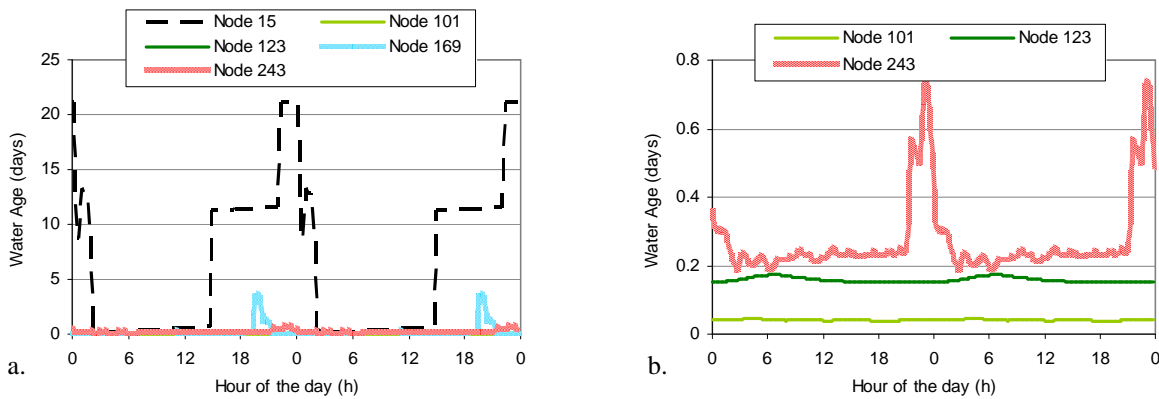 Node 15 Node 101
Node 123 Node 169
Node 243
25
20
15
10
5
0
Water Age (days)
0 6 12 18 0 6 12 18 0
Hour of the day (h)
a.
Node 101 Node 123
Node 243
0.8
0.6
0.4
0.2
0
Water Age (days)
0 6 12 18 0 6 12 18 0
Hour of the day (h)
b.